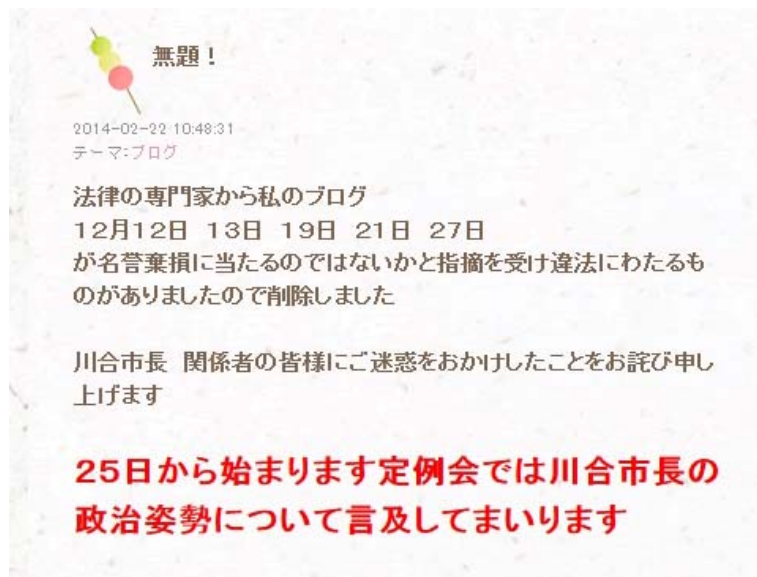 無題！
2014-02-22 10:48:31
テーマ:ブログ
法律の専門家から私のブログ
12月12日 13日 19日 21日 27日
が名誉棄損に当たるのではないかと指摘を受け違法にわたるも
のがありましたので削除しました
川合市長 関係者の皆様にご迷惑をおかけしたことをお詫び申し
上げます
25日から始まります定例会では川合市長の
政治姿勢について言及してまいります